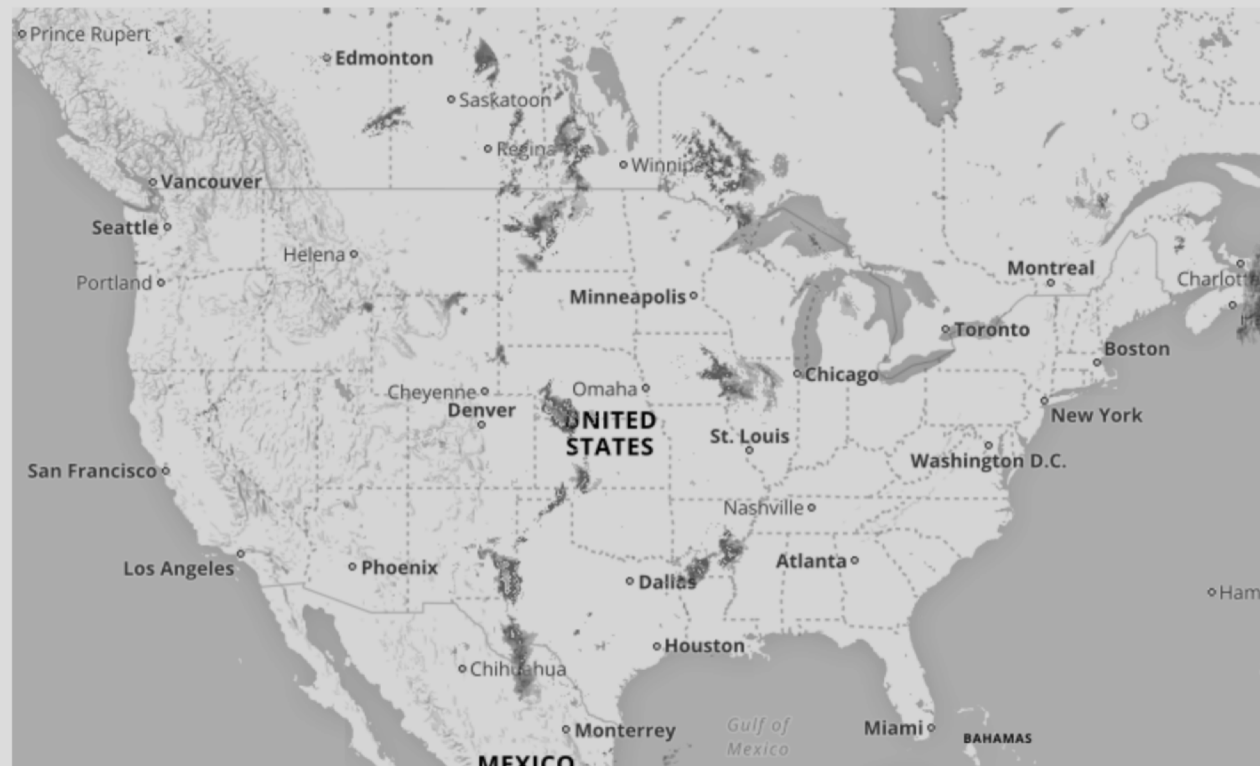 Prince Rupert
Edmonton
Saskatoon
Regina
Winnipeg
Vancouver
Seattle
Helena
Portland
Montreal
Charlott
Minneapolis
Toronto
Boston
Chicago
Cheyenne
Omaha
Denver
New York
UNITED
STATES
St. Louis
Washington D.C.
San Francisco
Nashville
Los Angeles
Phoenix
Dallas
Atlanta
Ham
Houston
Chihuahua
Monterrey
Gulf of
Mexico
Miami
BAHAMAS
MEXICO